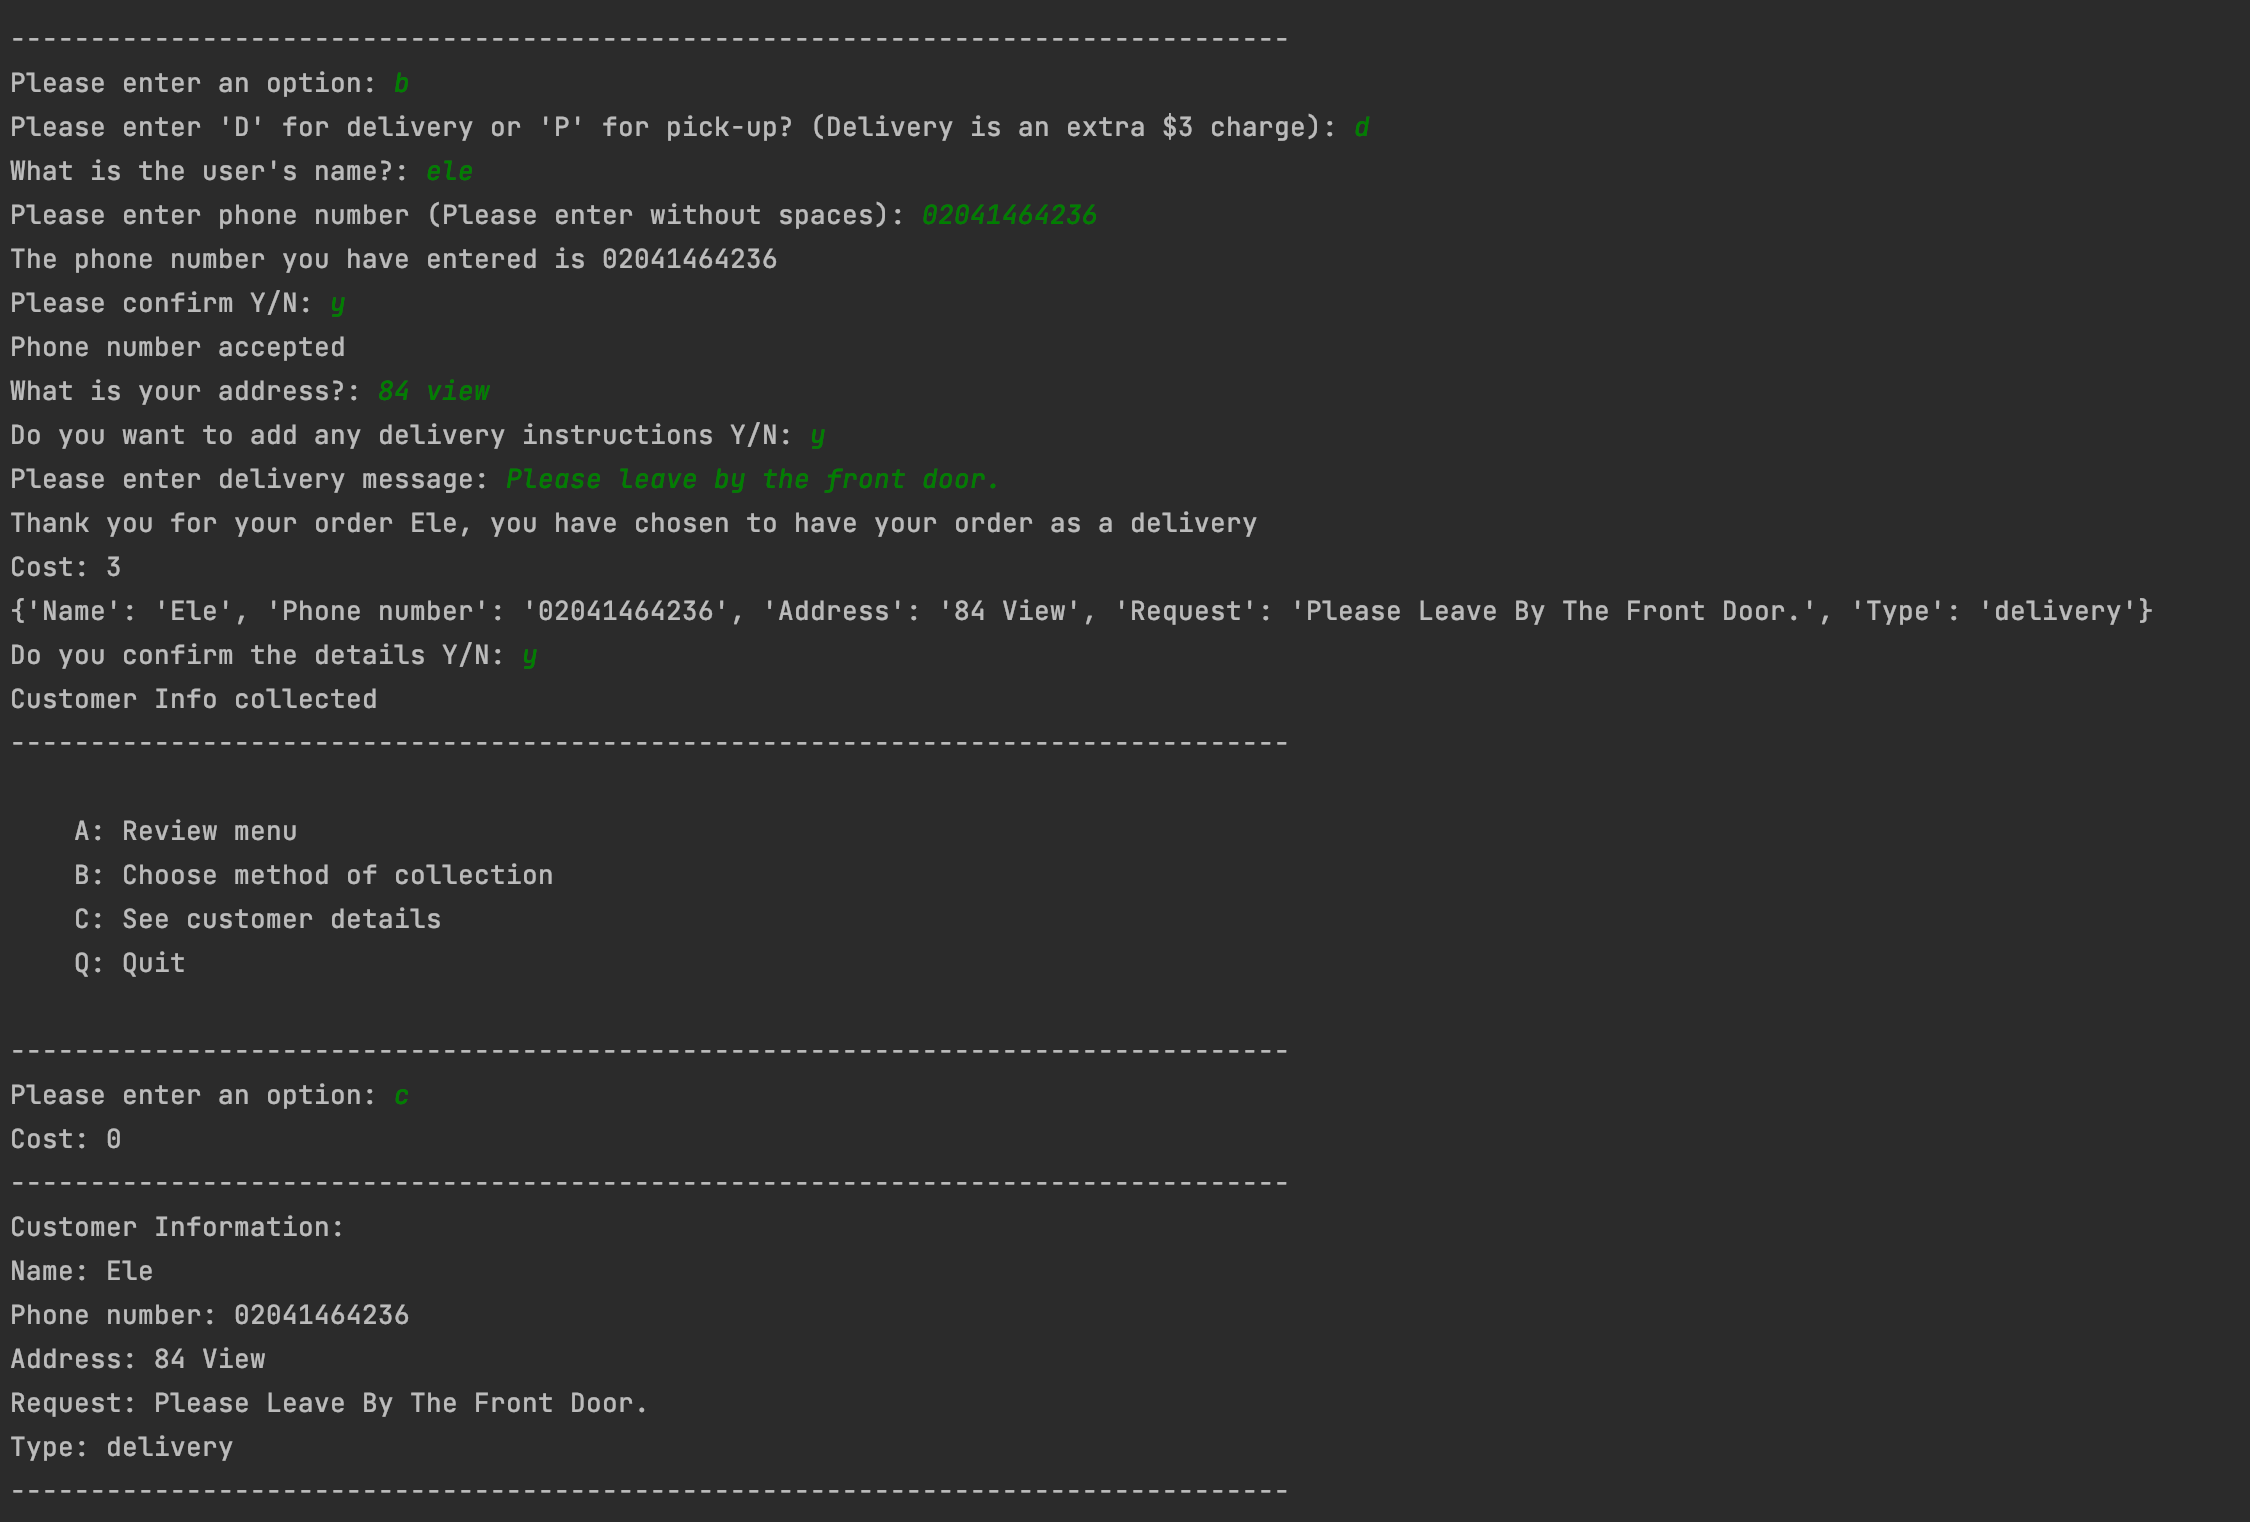 --------------------------------------------------------------------------------
Please enter an option: b
Please enter 'D' for delivery or 'P' for pick-up? (Delivery is an extra $3 charge): d
What is the user's name?: ele
Please enter phone number (Please enter without spaces): 02041464236
The phone number you have entered is 02041464236
Please confirm Y/N: y
Phone number accepted
What is your address?: 84 view
Do you want to add any delivery instructions Y/N: y
Please enter delivery message: Please leave by the front door.
Thank you for your order Ele, you have chosen to have your order as a delivery
Cost: 3
{'Name': 'Ele', 'Phone number': '02041464236', 'Address': '84 View', 'Request': 'Please Leave By The Front Door.', 'Type': 'delivery'}
Do you confirm the details Y/N: y
Customer Info collected
--------------------------------------------------------------------------------
A: Review menu
B: Choose method of collection
C: See customer details
Q: Quit
--------------------------------------------------------------------------------
Please enter an option: c
Cost: 0
--------------------------------------------------------------------------------
Customer Information:
Name: Ele
Phone number: 02041464236
Address: 84 View
Request: Please Leave By The Front Door.
Type: delivery
--------------------------------------------------------------------------------